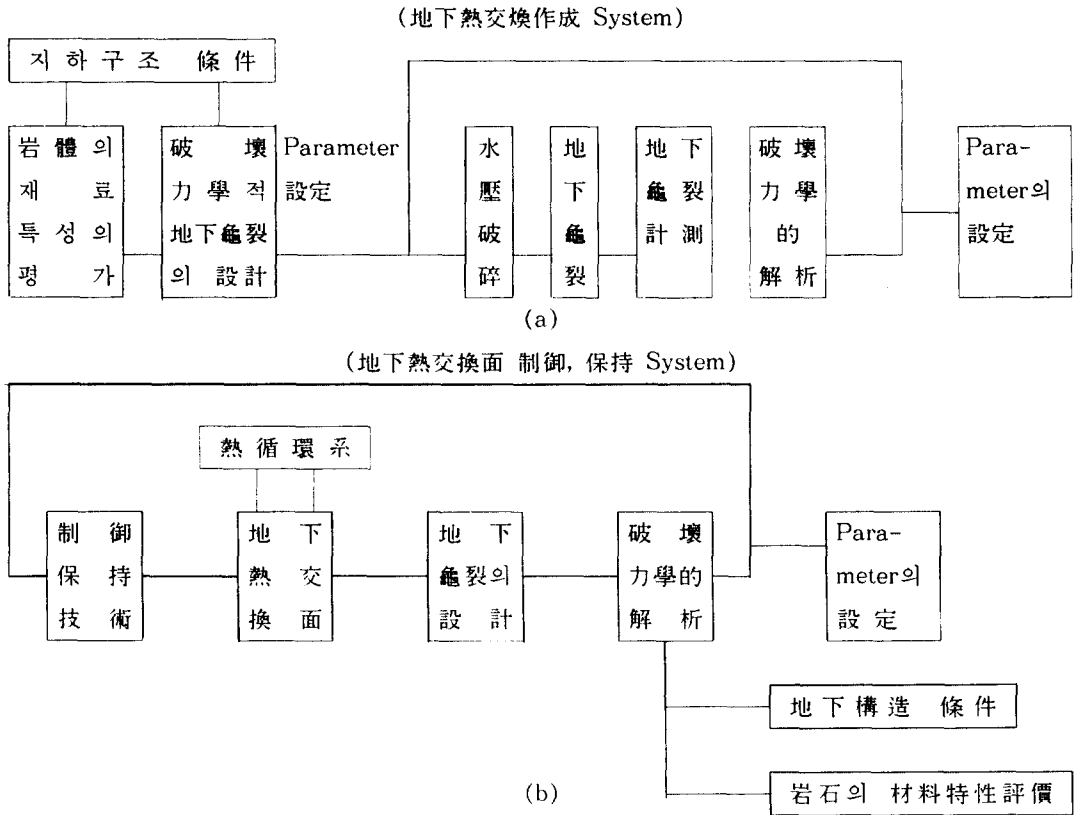 (地下熱交煥作成 System)
지하구조 條件
岩體의
재료
특성의
평가
破壞
力學적
地下龜裂
의 設計
Parameter
設定
水
壓
破
碎
地
下
龜
裂
地下
龜裂
計測
破壞
力學
的
解析
Para-
meter의
設定
(a)
(地下熱交換面 制御, 保持 System)
熱循環系
制御
保持
技術
地下
熱交
換面
地下
龜裂의
設計
破壞
力學的
解析
Para-
meter의
設定
地下構造 條件
岩石의 材料特性評價
(b)